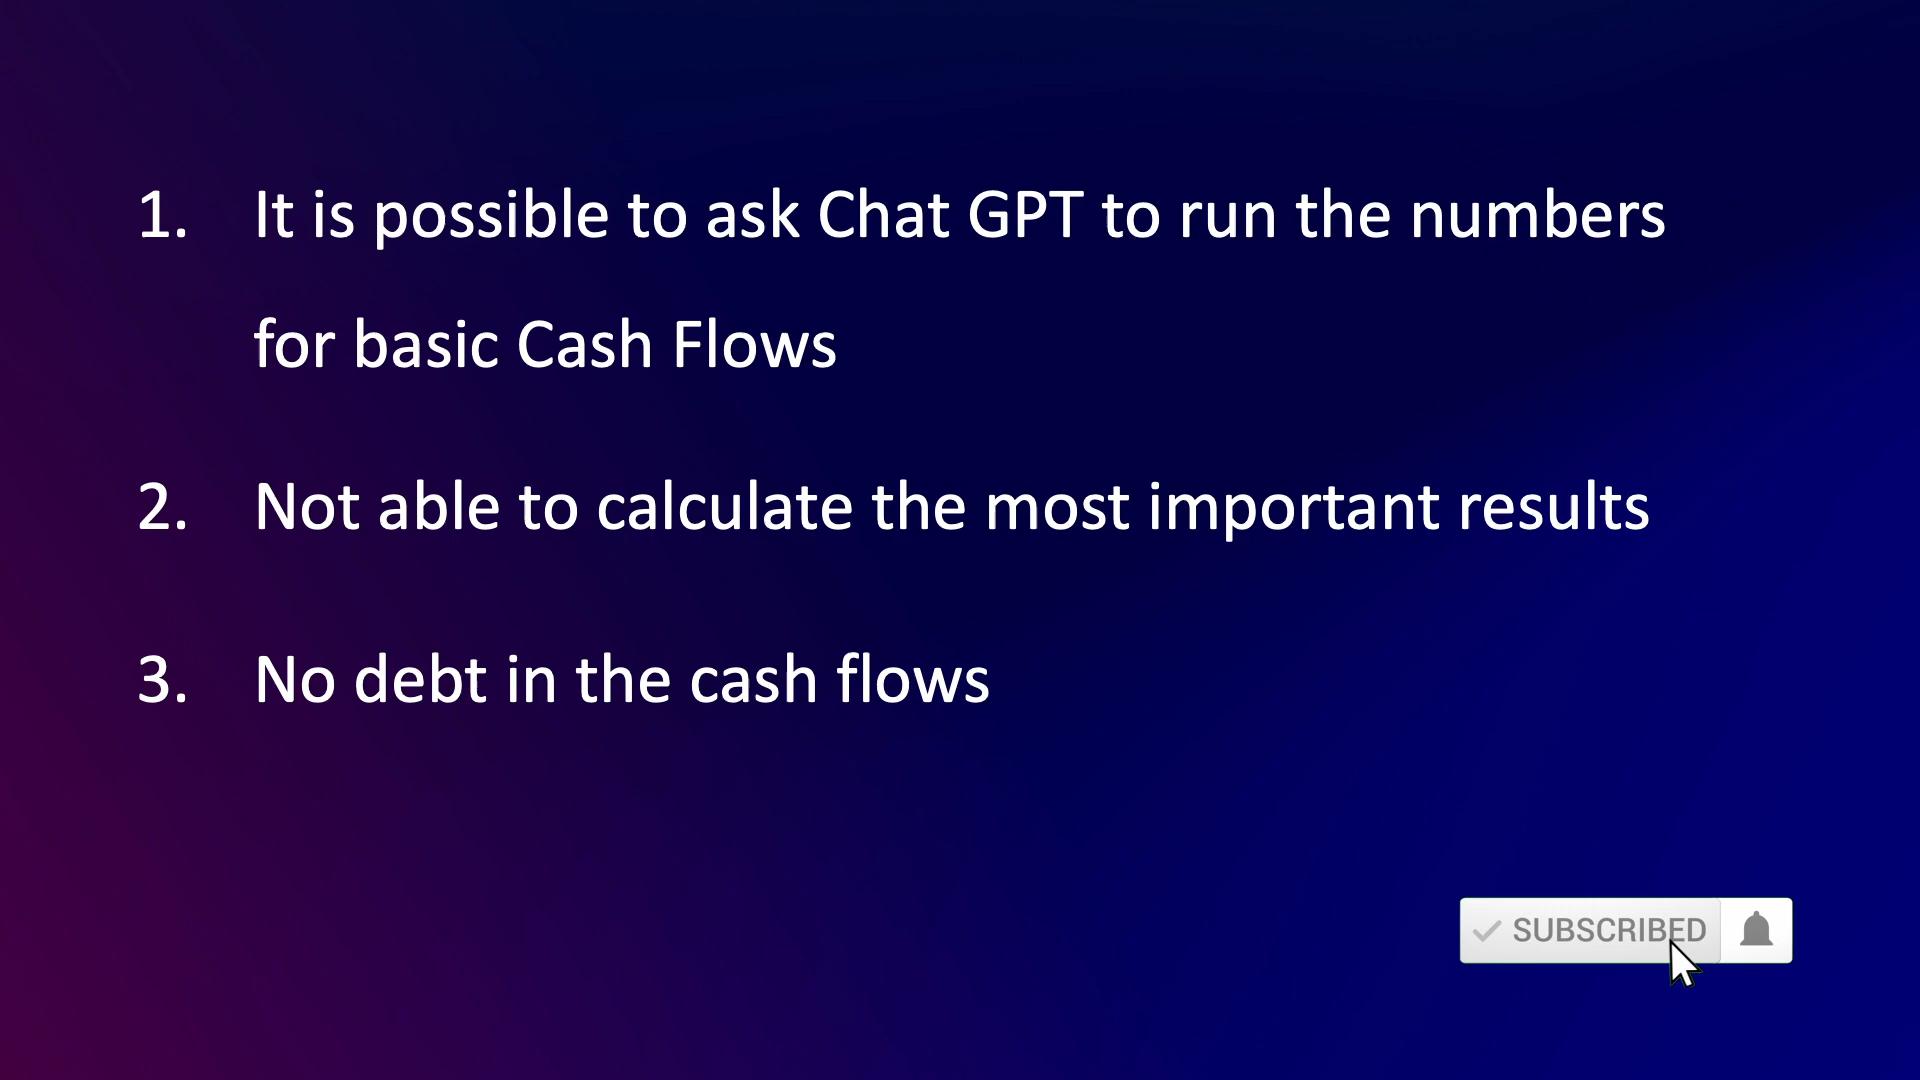 1. It is possible to ask Chat GPT to run the numbers
for basic Cash Flows
2. Not able to calculate the most important results
3. No debt in the cash flows
SUBSCRIBED